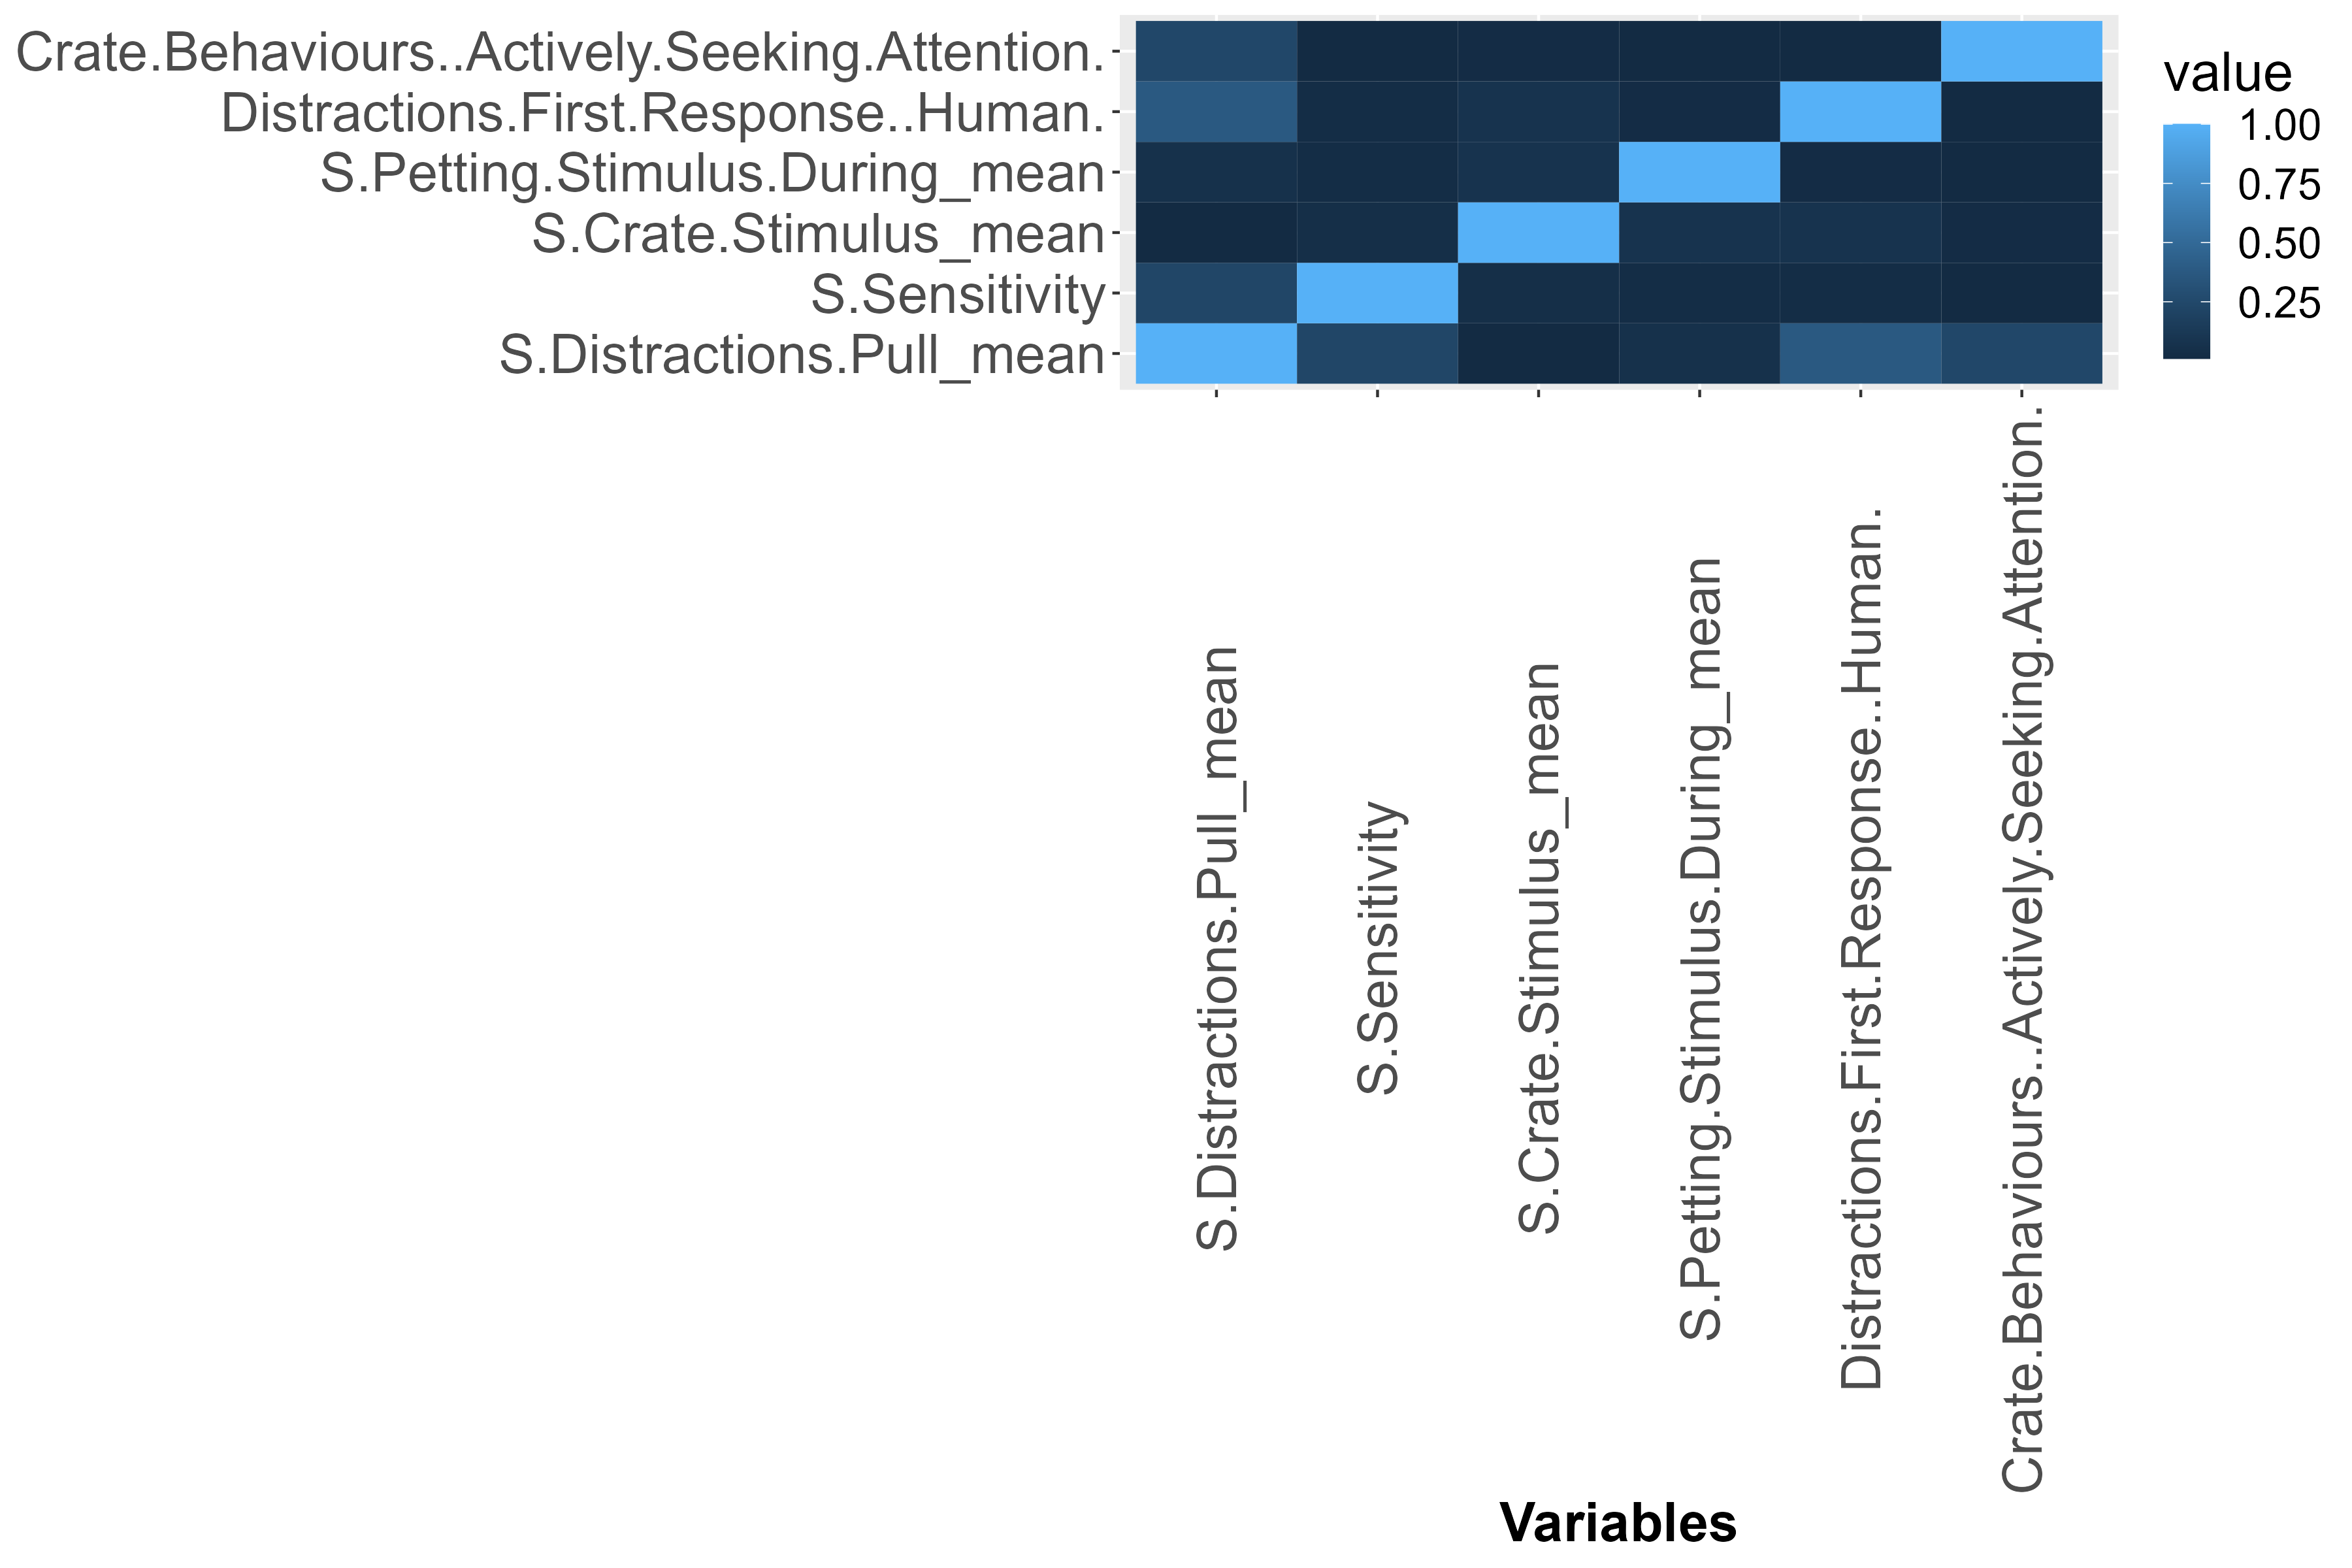 Crate.Behaviours..Actively.Seeking.Attention.
Distractions.First.Response..Human.
S.Petting.Stimulus.During_mean
S.Crate.Stimulus_mean
S.Sensitivity
S.Distractions.Pull_mean
value
1.00
0.75
0.50
0.25
S.Distractions.Pull_mean
S.Sensitivity
S.Crate.Stimulus_mean
S.Petting.Stimulus.During_mean
Distractions.First.Response..Human.
Crate.Behaviours..Actively.Seeking.Attention.
Variables